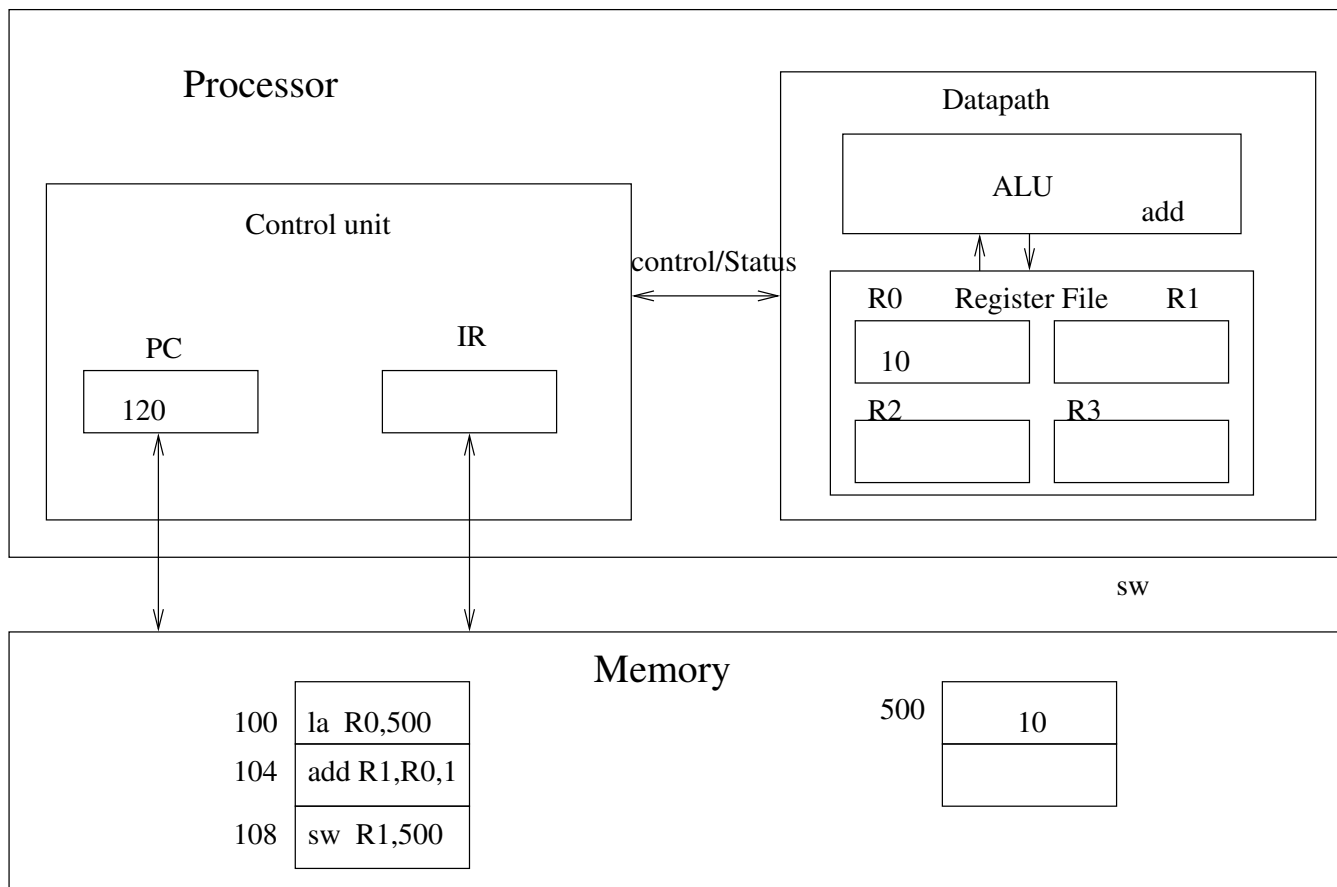 Processor
Datapath
ALU
add
Control unit
control/Status
R0 Register File R1
10
PC
IR
120
R2 R3
sw
Memory
100 la R0,500
104 add R1,R0,1
108 sw R1,500
500 10